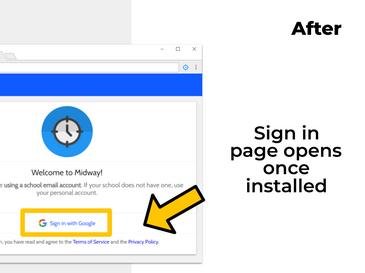 After
Welcome to Midway!
e using a school email account. If your school does not have one, use
your personal account.
Sign in with Google
n, you have read and agree to the Terms of Service and the Privacy Policy.
Sign in
page opens
once
installed